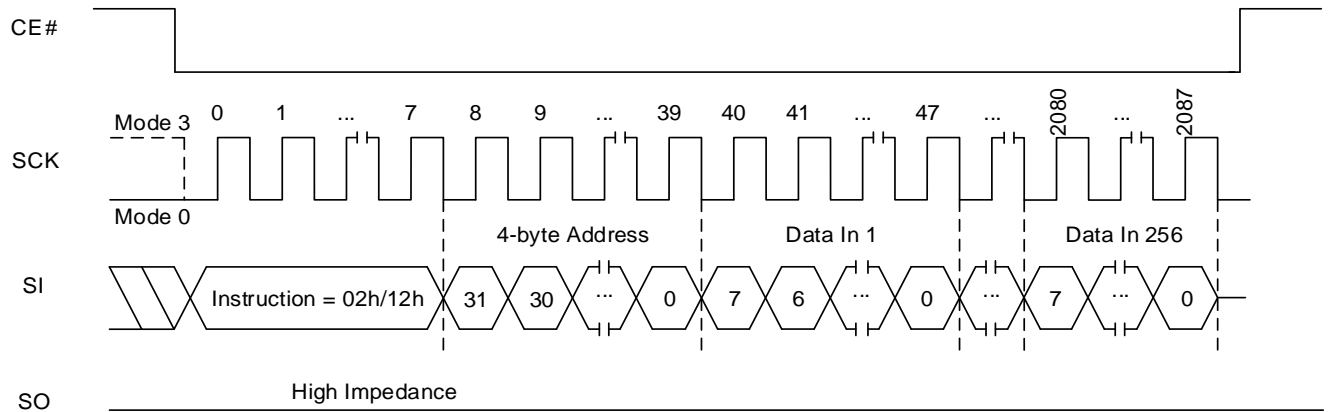 CE#
0 1 ... 7 8 9 ... 39 40 41 ... 47 ... 2080 ... 2087
Mode 3
SCK
Mode 0
4-byte Address Data In 1 Data In 256
SI
Instruction = 02h/12h 31 30 ... 0 7 6 ... 0 ... 7 ... 0
High Impedance
SO